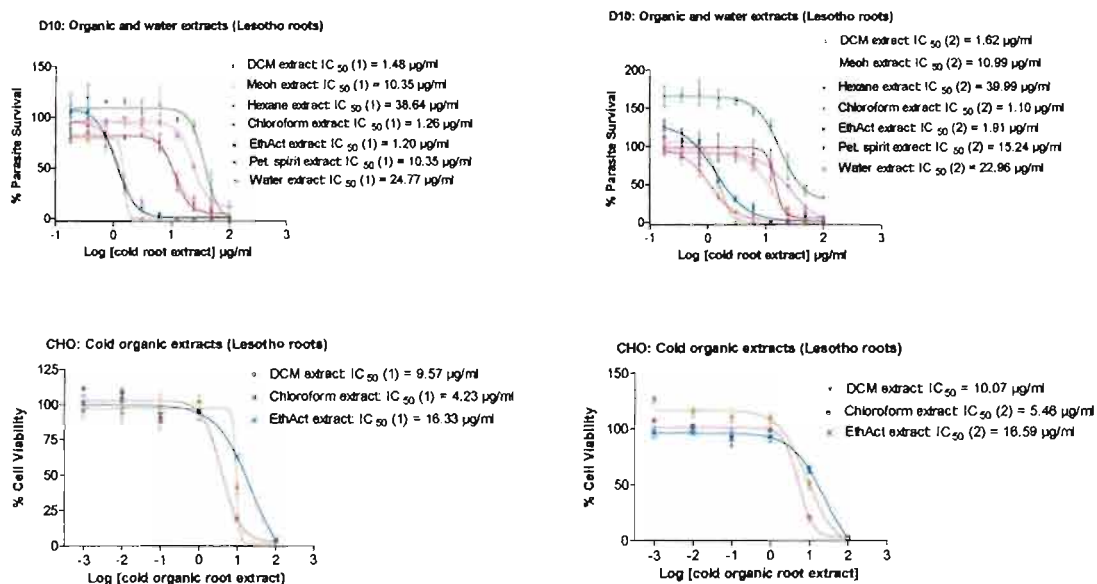 D10: Organic and water extracts (Lesotho roots)
DCM extract: IC 50 (1) = 1.48 µg/ml
Meoh extract: IC 50 (1) = 10.35 µg/ml
Hexane extract: IC 50 (1) = 38.64 µg/ml
Chloroform extract: IC 50 (1) = 1.26 µg/ml
EthAct extract: IC 50 (1) = 1.20 µg/ml
Pet. spirit extract: IC 50 (1) = 10.35 µg/ml
Water extract: IC 50 (1) = 24.77 µg/ml
% Parasite Survival
150
100
50
0
-1 0 1 2 3
Log [cold root extract] µg/ml
D10: Organic and water extracts (Lesotho roots)
DCM extract: IC 50 (2) = 1.62 µg/ml
Meoh extract: IC 50 (2) = 10.99 µg/ml
Hexane extract: IC 50 (2) = 39.99 µg/ml
Chloroform extract: IC 50 (2) = 1.10 µg/ml
EthAct extract: IC 50 (2) = 1.91 µg/ml
Pet. spirit extract: IC 50 (2) = 15.24 µg/ml
Water extract: IC 50 (2) = 22.96 µg/ml
% Parasite Survival
200
150
100
50
0
-1 0 1 2 3
Log [cold root extract] µg/ml
CHO: Cold organic extracts (Lesotho roots)
DCM extract: IC 50 (1) = 9.57 µg/ml
Chloroform extract: IC 50 (1) = 4.23 µg/ml
EthAct extract: IC 50 (1) = 16.33 µg/ml
% Cell Viability
125
100
75
50
25
0
-3 -2 -1 0 1 2 3
Log [cold organic root extract}
CHO: Cold organic extracts (Lesotho roots)
DCM extract: IC 50 = 10.07 µg/ml
Chloroform extract: IC 50 (2) = 5.46 µg/ml
EthAct extract: IC 50 (2) = 16.59 µg/ml
% Cell Viability
150
100
50
0
-3 -2 -1 0 1 2 3
Log [cold organic root extract]